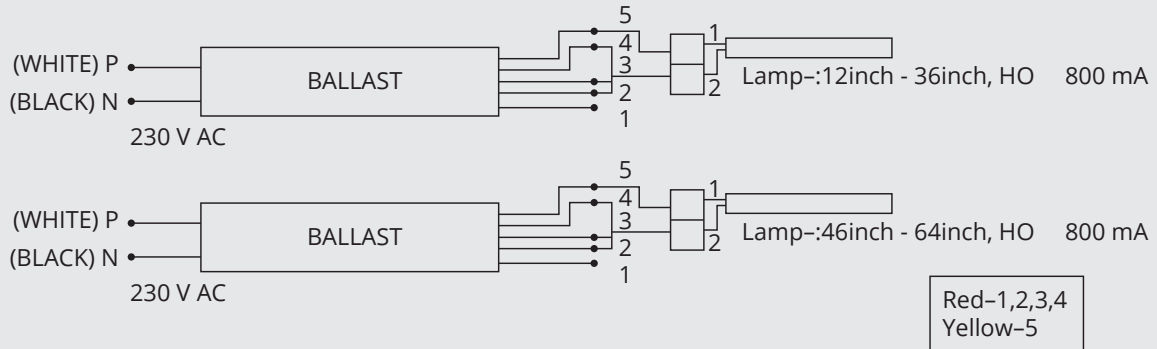 5
4
3
2
1
(WHITE) P
(BLACK) N
BALLAST
230 V AC
1
2
Lamp–:12inch - 36inch, HO 800 mA
5
4
3
2
1
(WHITE) P
(BLACK) N
BALLAST
230 V AC
1
2
Lamp–:46inch - 64inch, HO 800 mA
Red–1,2,3,4
Yellow–5